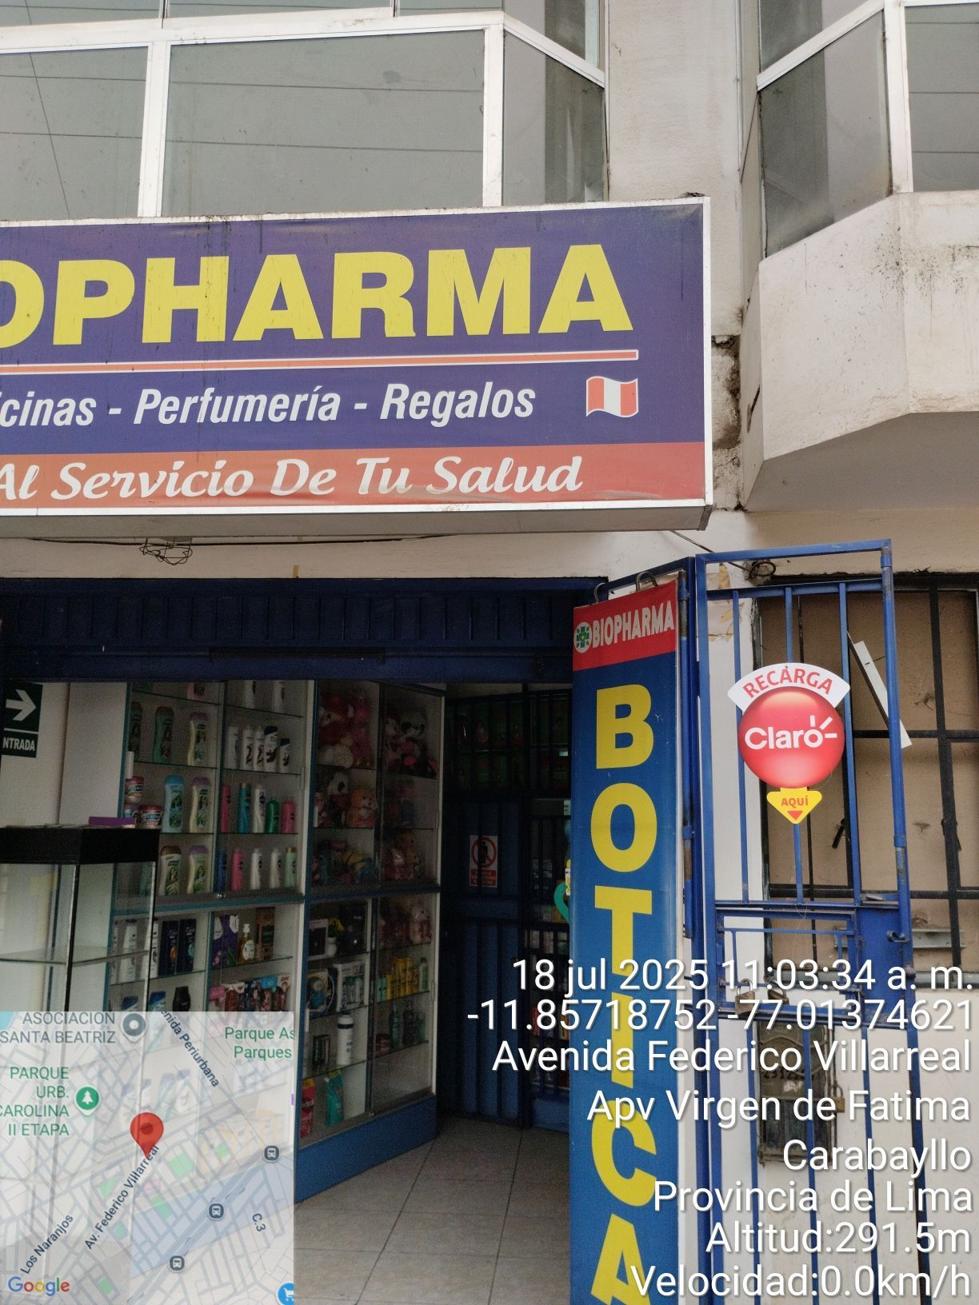 OPHARMA
cinas - Perfumería - Regalos
Al Servicio De Tu Salud
BIOPHARMA
BOTICA
NTRADA
RECARGA
Claro
AQUÍ
18 jul 2025 11:03:34 a. m.
-11.85718752 -77.01374621
Avenida Federico Villarreal
Apv Virgen de Fatima
Carabayllo
Provincia de Lima
Altitud:291.5m
Velocidad:0.0km/h
ASOCIACION
SANTA BEATRIZ
enida Periurbana
Parque As
Parques
PARQUE
URB.
CAROLINA
II ETAPA
Av. Federico Villarreal
Los Naranjos
C.3
Google